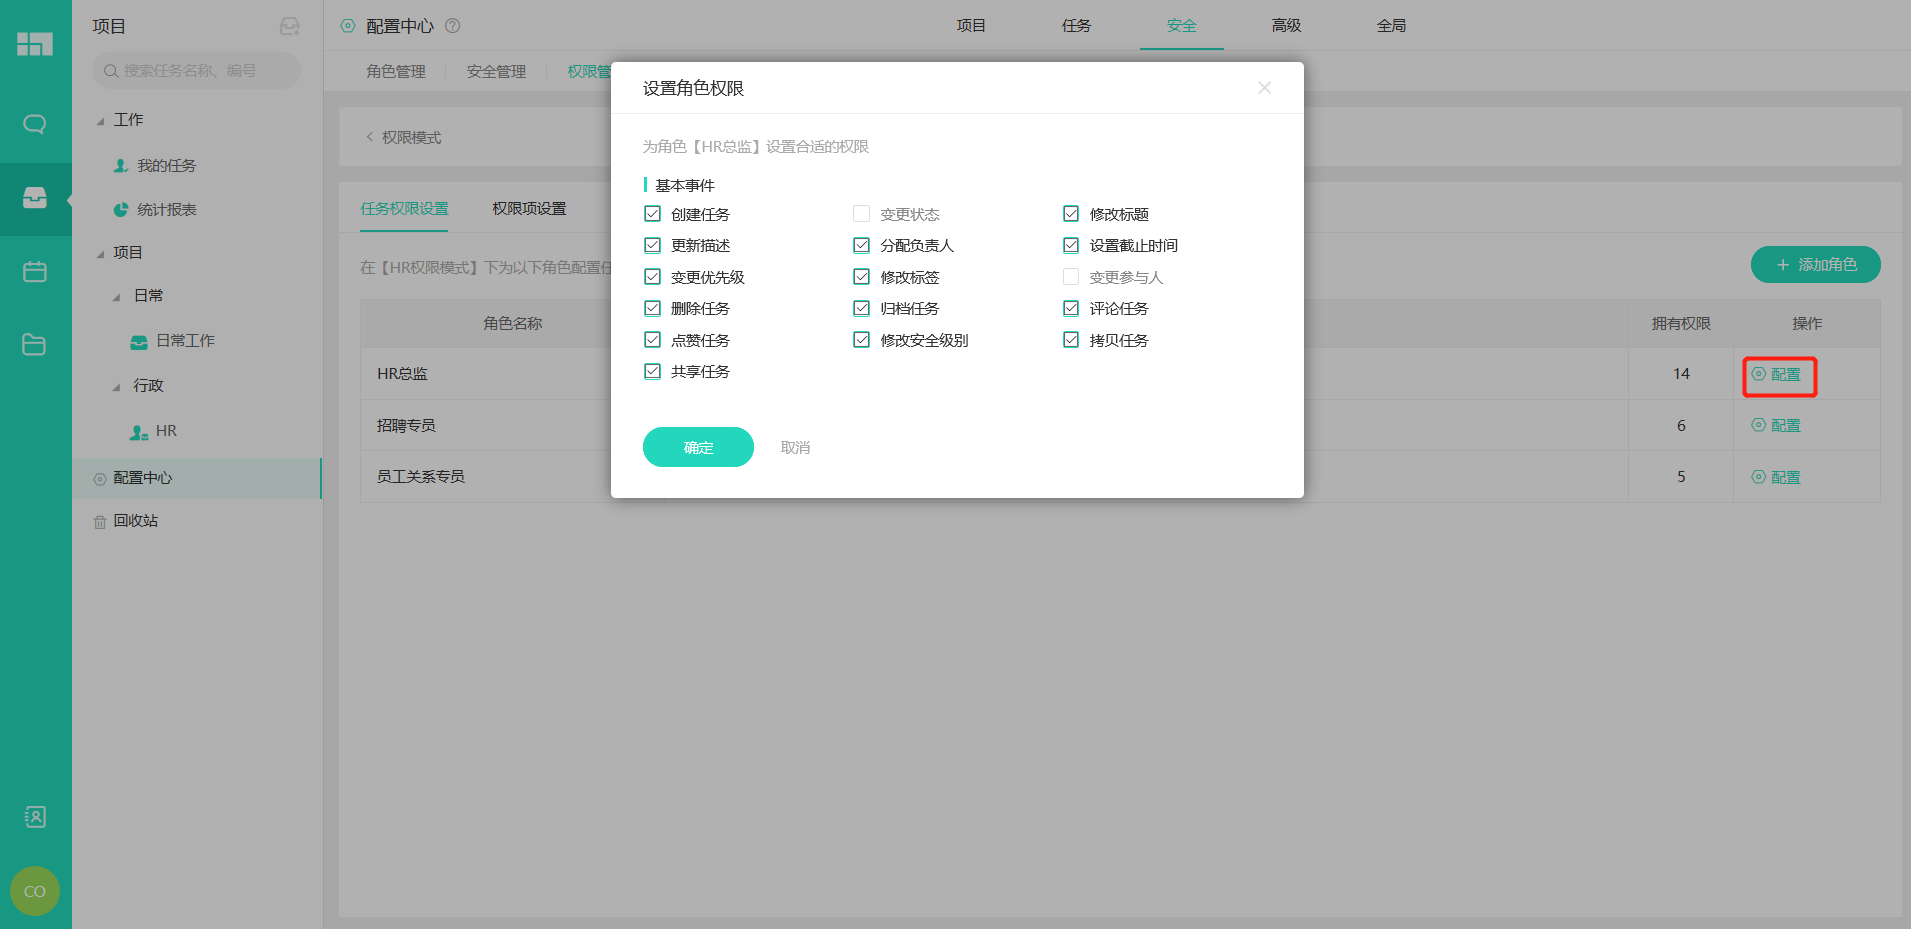 项目
搜索任务名称、编号
工作
我的任务
统计报表
项目
日常
日常工作
行政
HR
配置中心
回收站
CO
配置中心
项目
任务
安全
高级
全局
角色管理
安全管理
权限管
权限模式
任务权限设置
权限项设置
在【HR权限模式】下为以下角色配置任
添加角色
角色名称
拥有权限
操作
HR总监
14
配置
招聘专员
6
配置
员工关系专员
5
配置
设置角色权限
为角色【HR总监】设置合适的权限
基本事件
创建任务
变更状态
修改标题
更新描述
分配负责人
设置截止时间
变更优先级
修改标签
变更参与人
删除任务
归档任务
评论任务
点赞任务
修改安全级别
拷贝任务
共享任务
确定
取消